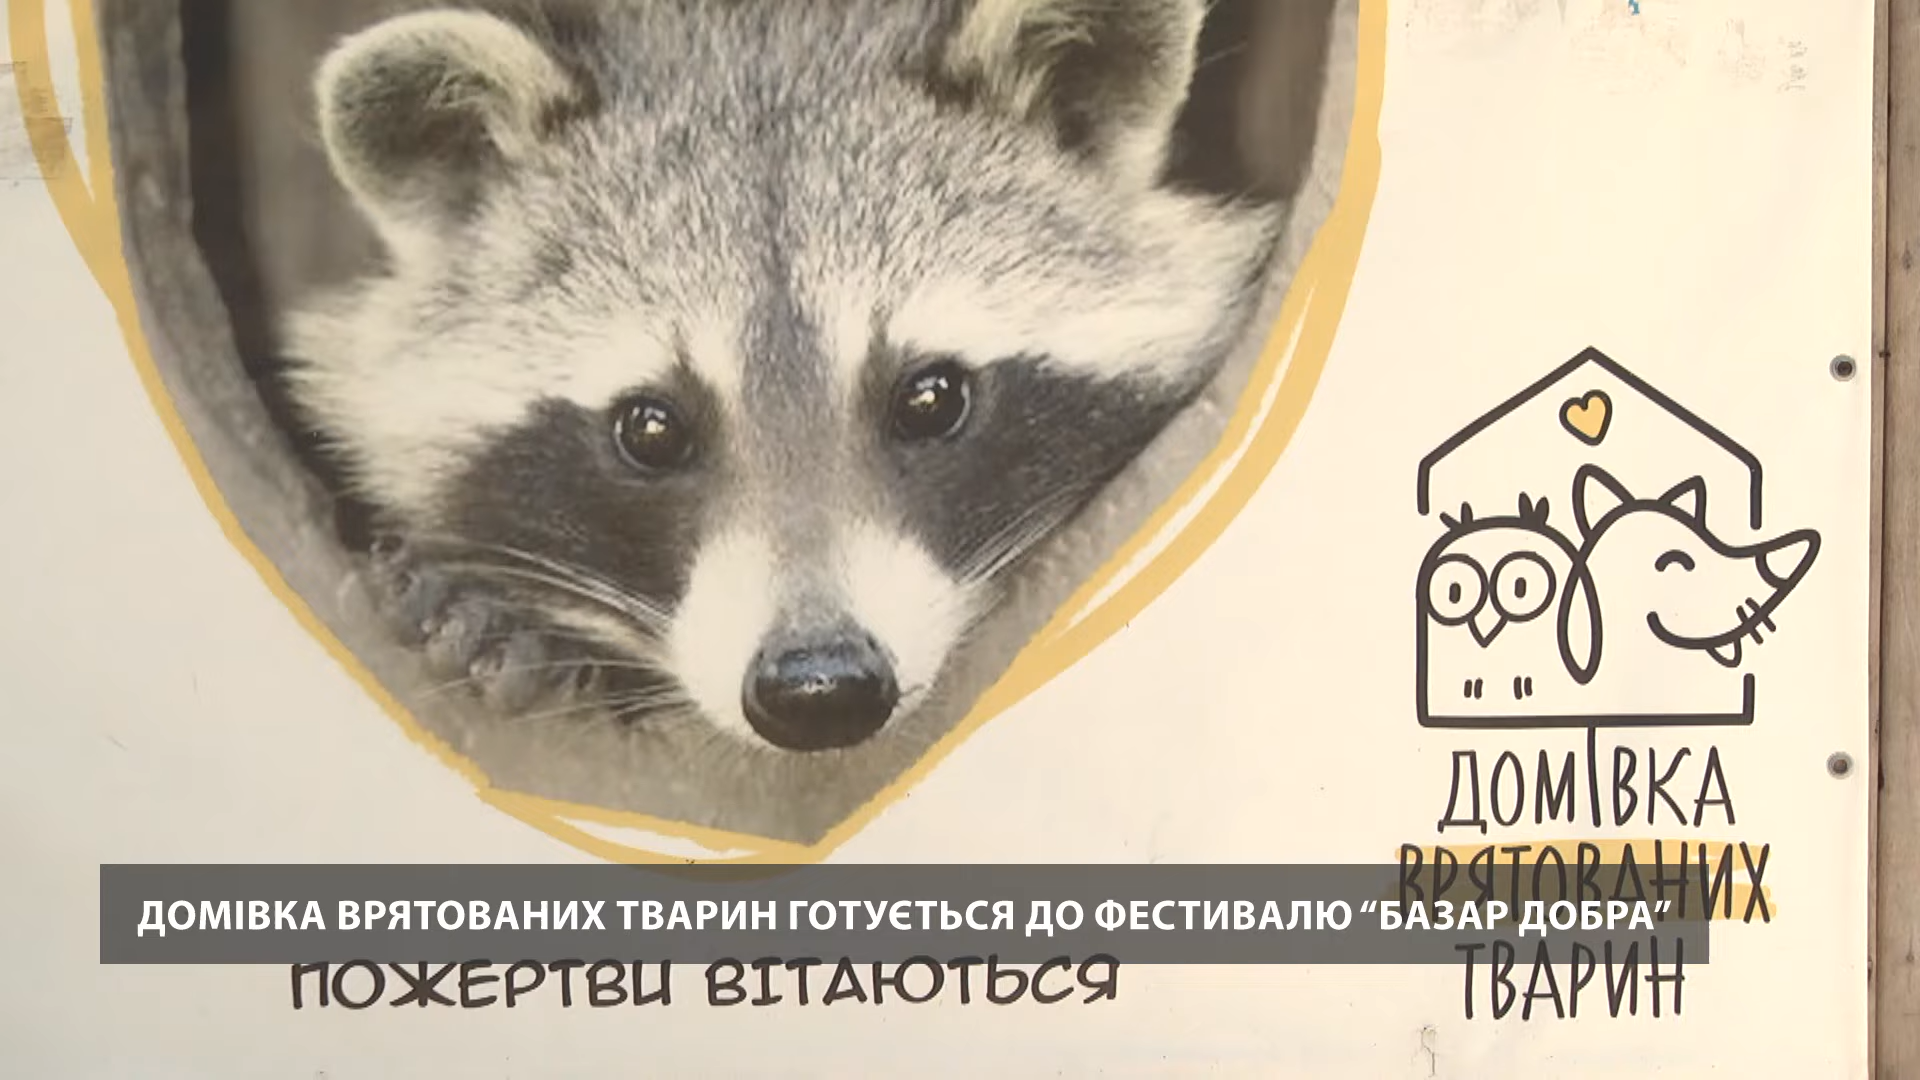 ДОМІВКА
ВРЯТОВАНИХ
ТВАРИН
ДОМІВКА ВРЯТОВАНИХ ТВАРИН ГОТУЄТЬСЯ ДО ФЕСТИВАЛЮ “БАЗАР ДОБРА”
ПОЖЕРТВИ ВІТАЮТЬСЯ